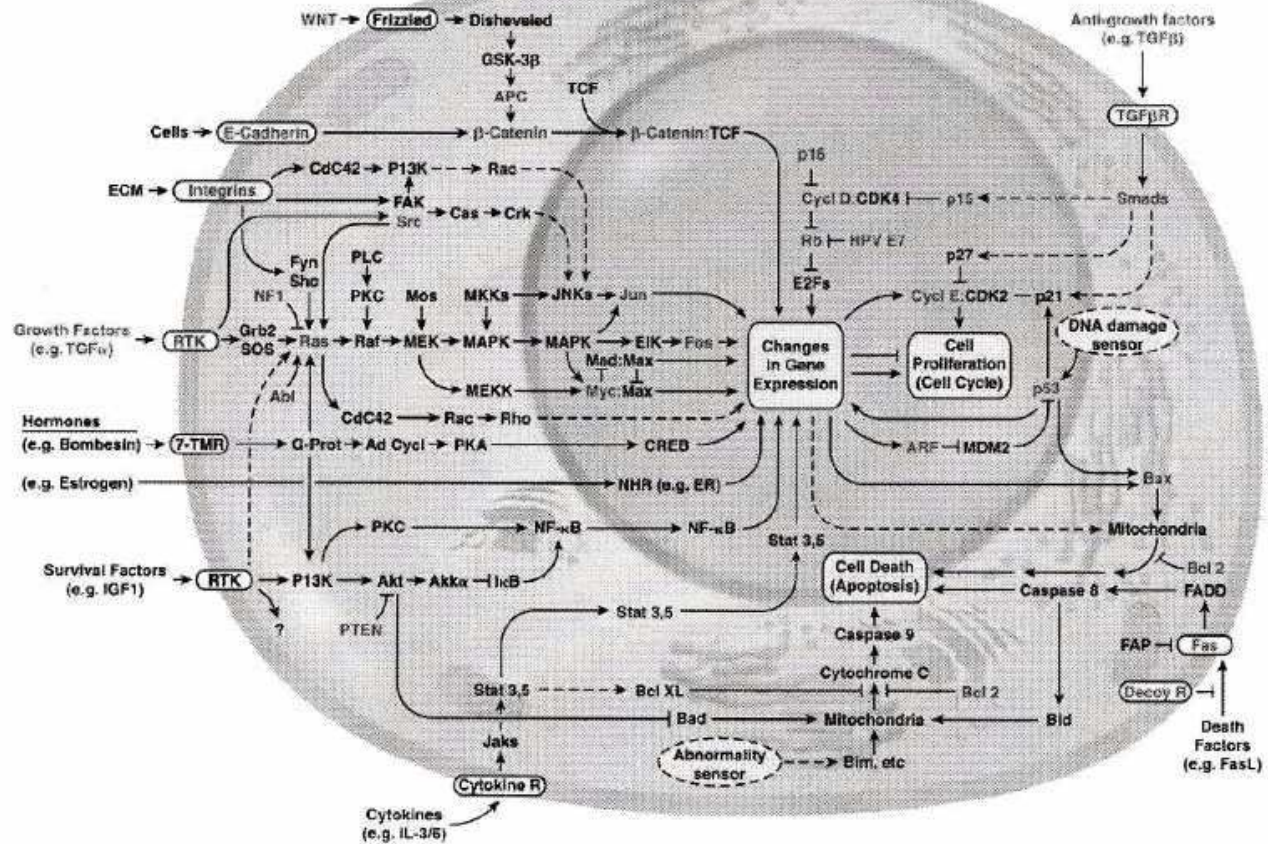 WNT Frizzled Disheveled
Anti-growth factors
(e.g. TGFβ)
GSK-3β
APC
TCF
TGFβR
Cells E-Cadherin β-Catenin β-Catenin:TCF
p16
CdC42 P13K Rac
ECM Integrins
FAK
Src Cas Crk
Cycl D:CDK4 p15 Smads
Rb HPV E7
Fyn
Shc
PLC
p27
E2Fs
NF1 PKC Mos MKKs JNKs Jun
Cycl E:CDK2 p21
Growth Factors
(e.g. TGFα)
RTK
Grb2
SOS
Ras Raf MEK MAPK MAPK ElK Fos
Changes
in Gene
Expression
Cell
Proliferation
(Cell Cycle)
DNA damage
sensor
Mad:Max
Abl MEKK Myc:Max
p53
CdC42 Rac Rho
Hormones
(e.g. Bombesin) 7-TMR G-Prot Ad Cycl PKA CREB
ARF MDM2
(e.g. Estrogen) NHR (e.g. ER)
Bax
PKC NF-κB NF-κB
Stat 3,5
Mitochondria
Survival Factors
(e.g. IGF1)
RTK P13K Akt Akkα IκB
Cell Death
(Apoptosis)
Bcl 2
Caspase 8 FADD
?
PTEN
Stat 3,5
Caspase 9
FAP Fas
Cytochrome C
Stat 3,5 Bcl XL Bcl 2
Decoy R
Bad Mitochondria Bid
Jaks
Abnormality
sensor
Bim, etc
Death
Factors
(e.g. FasL)
Cytokine R
Cytokines
(e.g. IL-3/6)